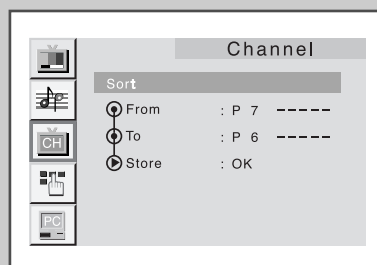 Channel
Sort
From : P 7 -----
To : P 6 -----
CH
Store : OK
PC